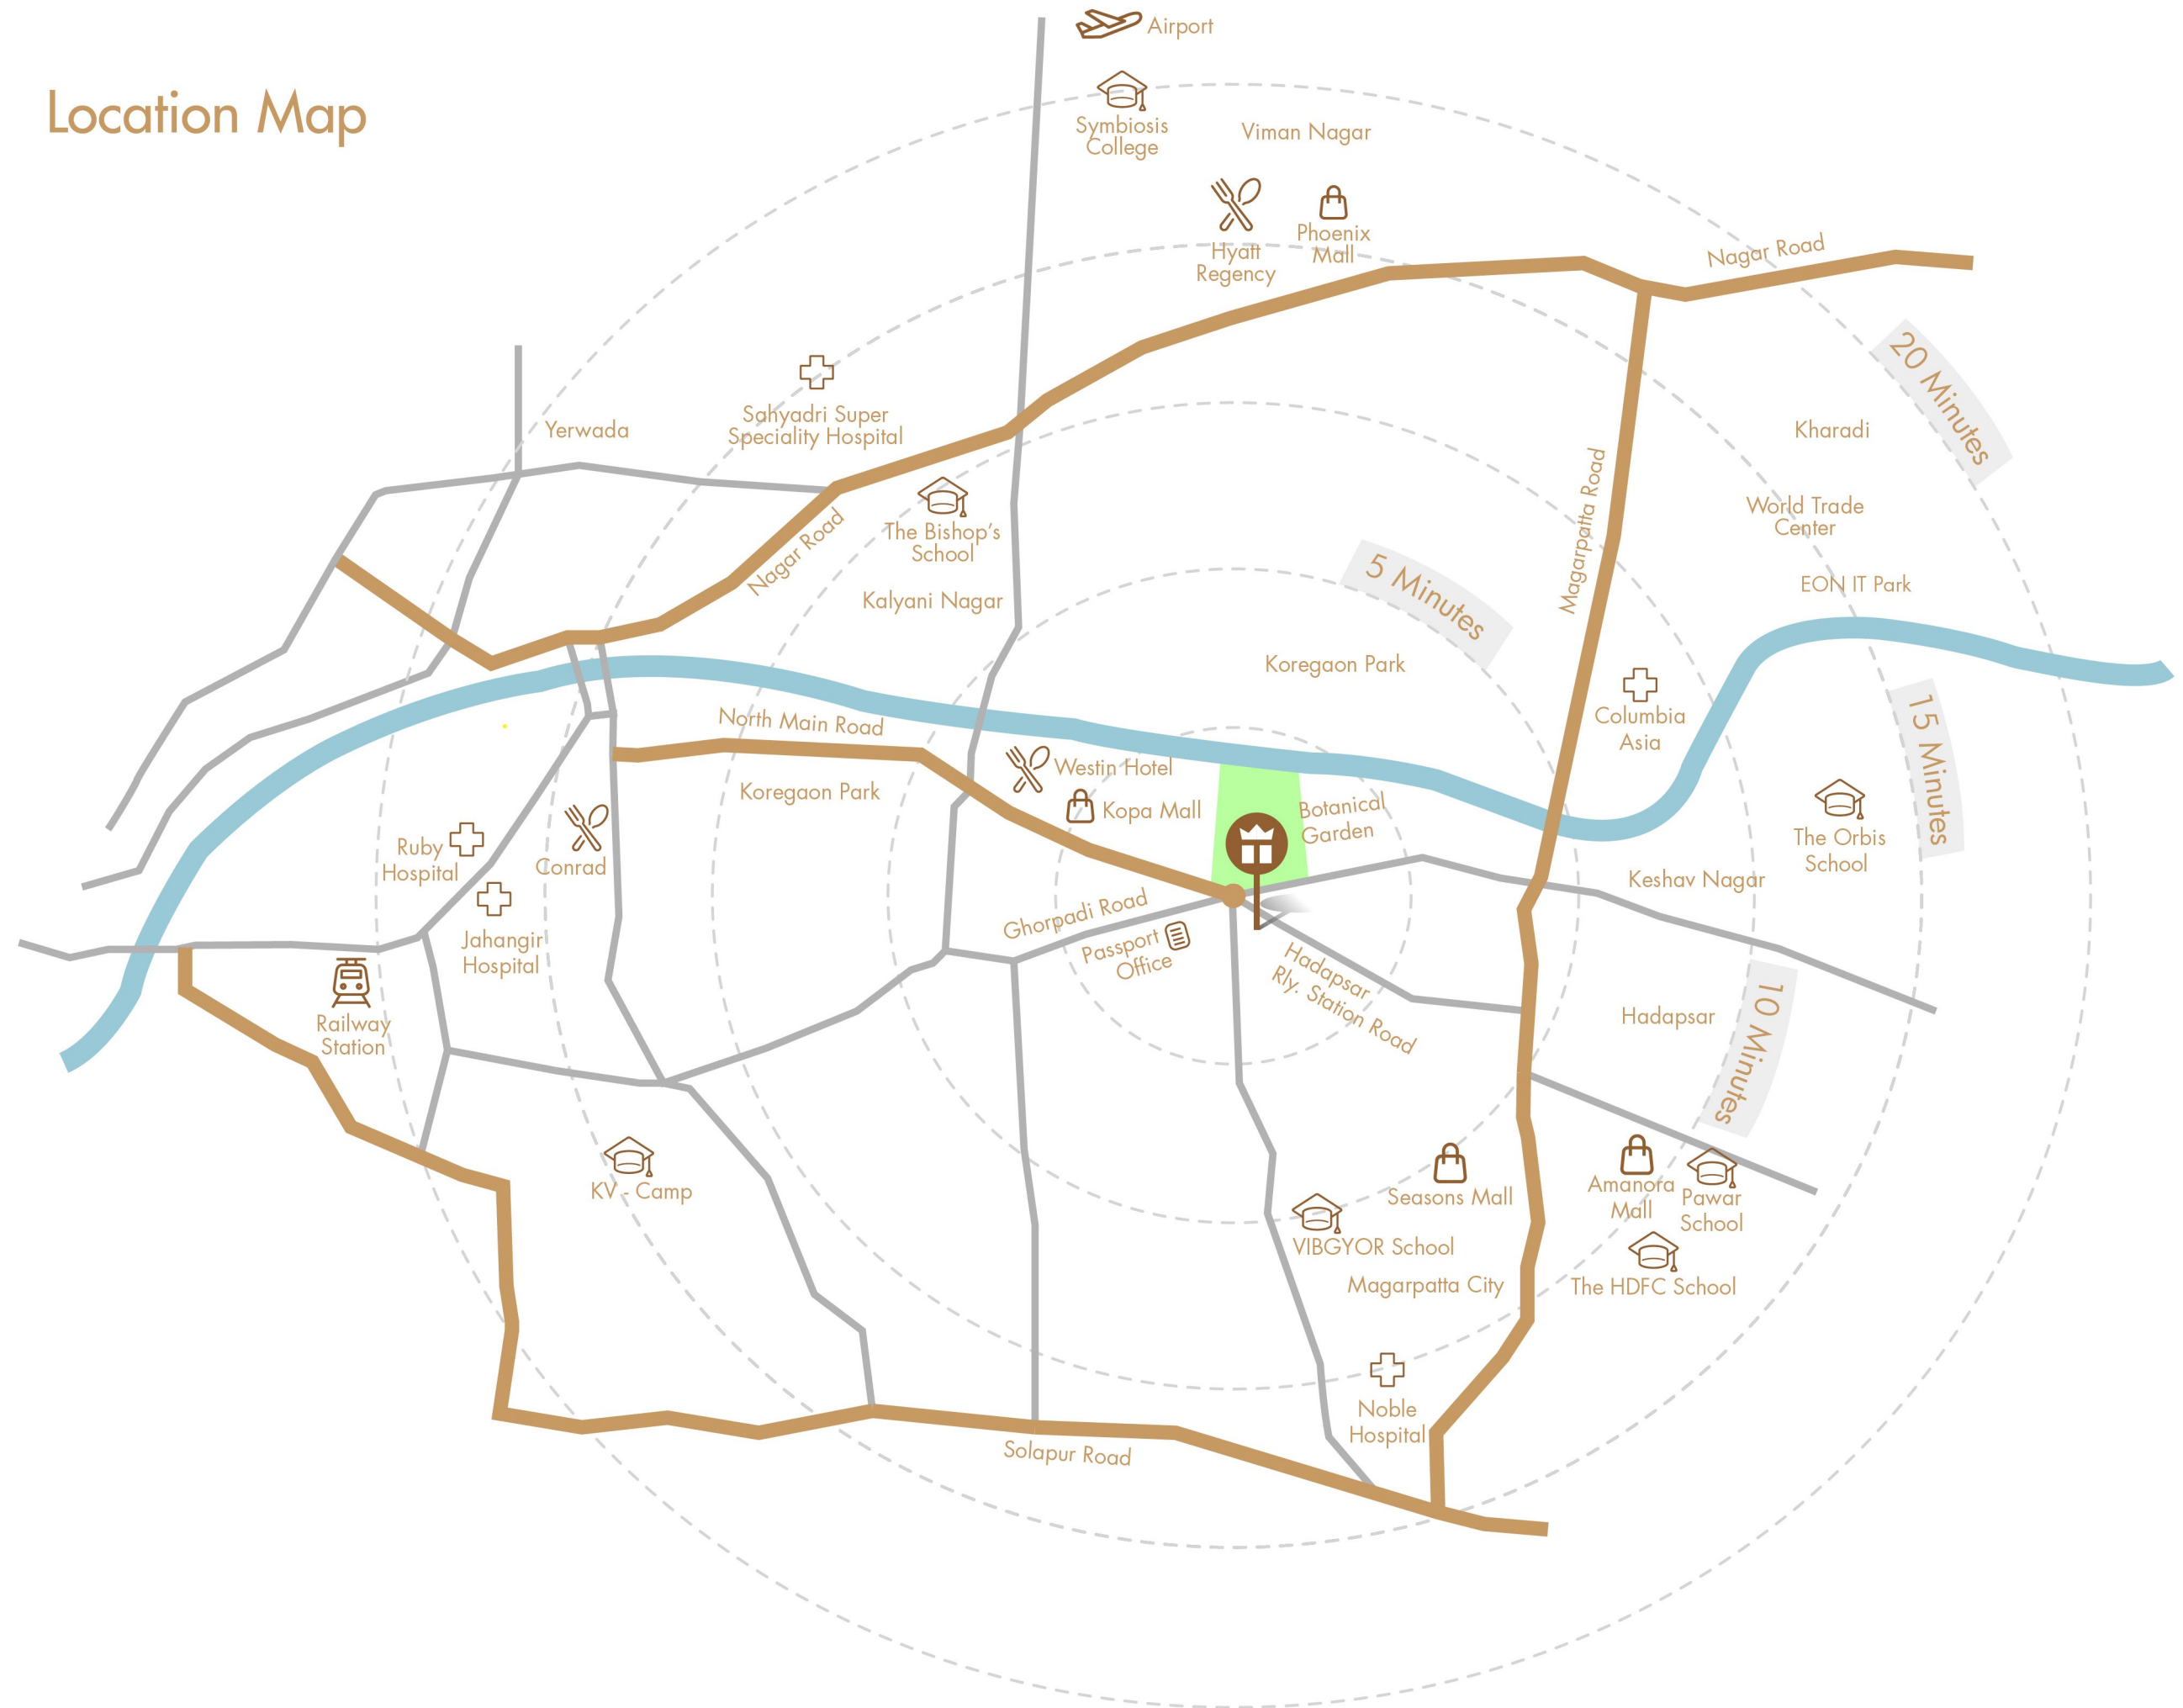 Airport
Location Map
Symbiosis
College
Viman Nagar
Hyatt
Regency
Phoenix
Mall
Nagar Road
20 Minutes
Yerwada
Sahyadri Super
Speciality Hospital
Kharadi
Magarpatta Road
World Trade
Center
The Bishop's
School
Nagar Road
5 Minutes
EON IT Park
Kalyani Nagar
Koregaon Park
Columbia
Asia
15 Minutes
North Main Road
Westin Hotel
Koregaon Park
Kopa Mall
Botanical
Garden
The Orbis
School
Ruby
Hospital
Conrad
Keshav Nagar
Ghorpadi Road
Passport
Office
Jahangir
Hospital
Hadapsar
Rly. Station Road
Railway
Station
Hadapsar
10 Minutes
KV - Camp
Seasons Mall
Amanora
Mall
Pawar
School
VIBGYOR School
Magarpatta City
The HDFC School
Noble
Hospital
Solapur Road